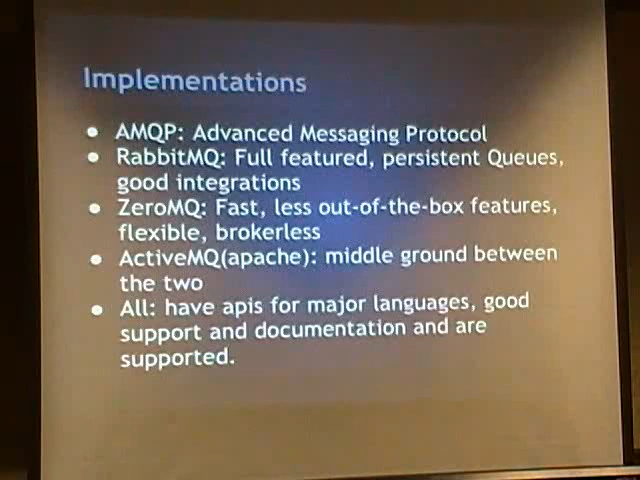 Implementations
● AMQP: Advanced Messaging Protocol
● RabbitMQ: Full featured, persistent Queues,
good integrations
● ZeroMQ: Fast, less out-of-the-box features,
flexible, brokerless
● ActiveMQ(apache): middle ground between
the two
● All: have apis for major languages, good
support and documentation and are
supported.